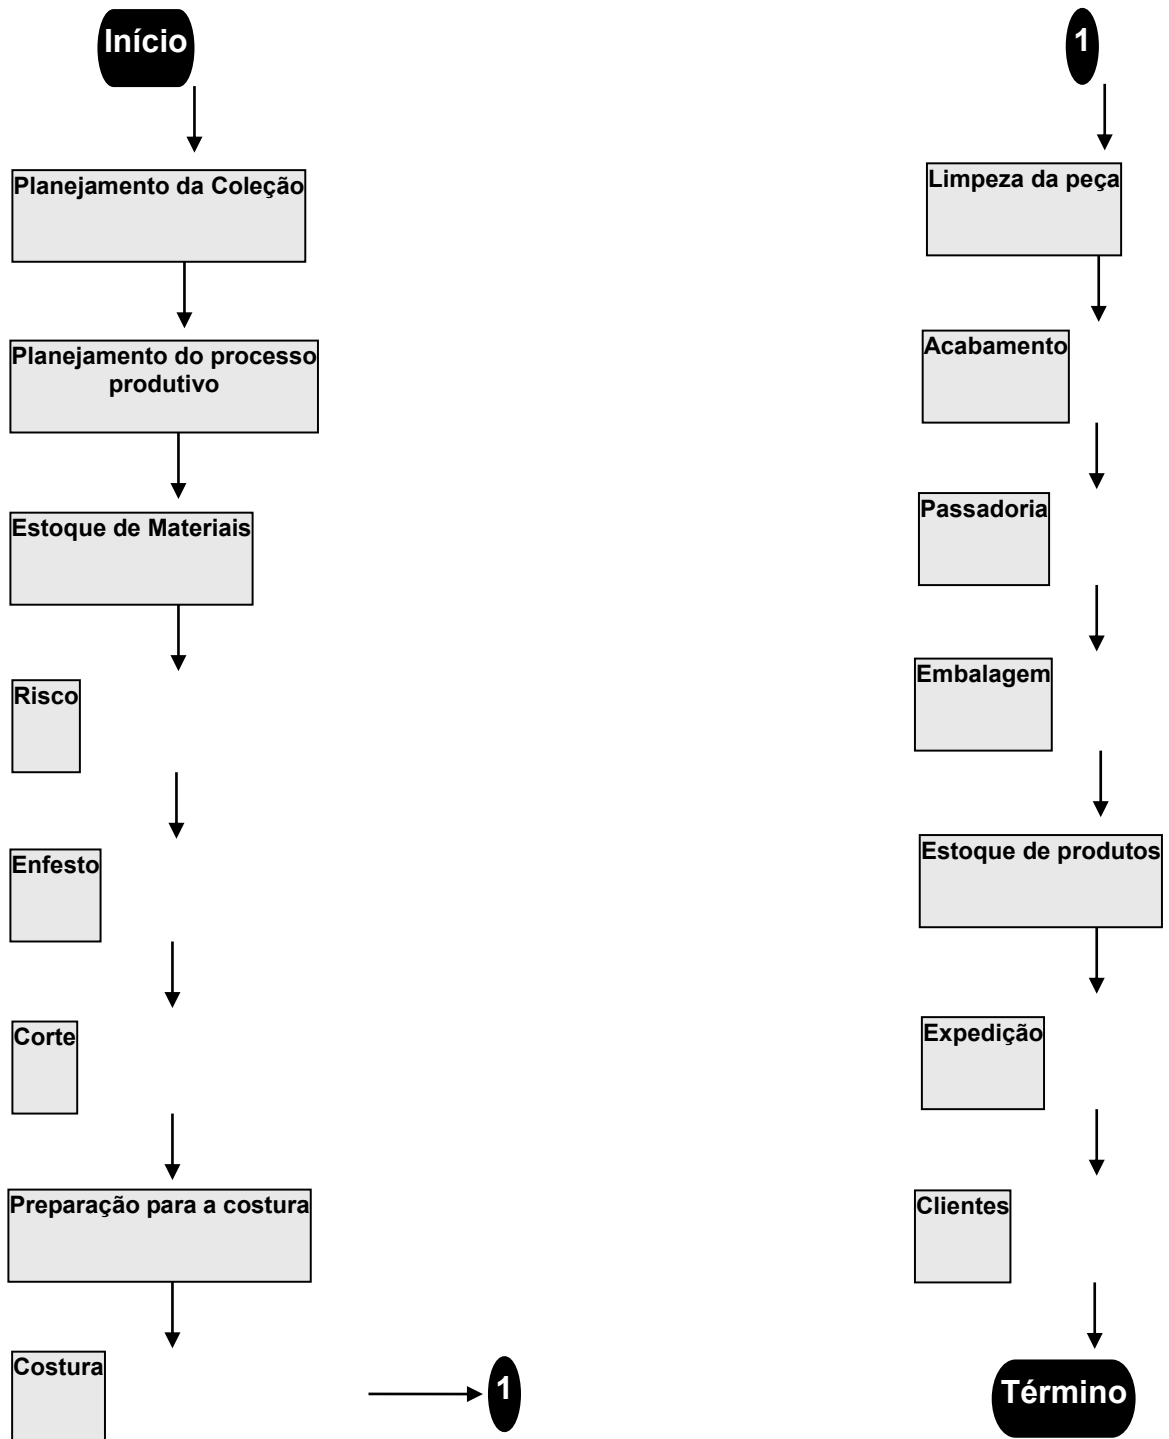 Início
Planejamento da Coleção
Planejamento do processo
produtivo
Estoque de Materiais
Risco
Enfesto
Corte
Preparação para a costura
Costura
1
1
Limpeza da peça
Acabamento
Passadoria
Embalagem
Estoque de produtos
Expedição
Clientes
Término